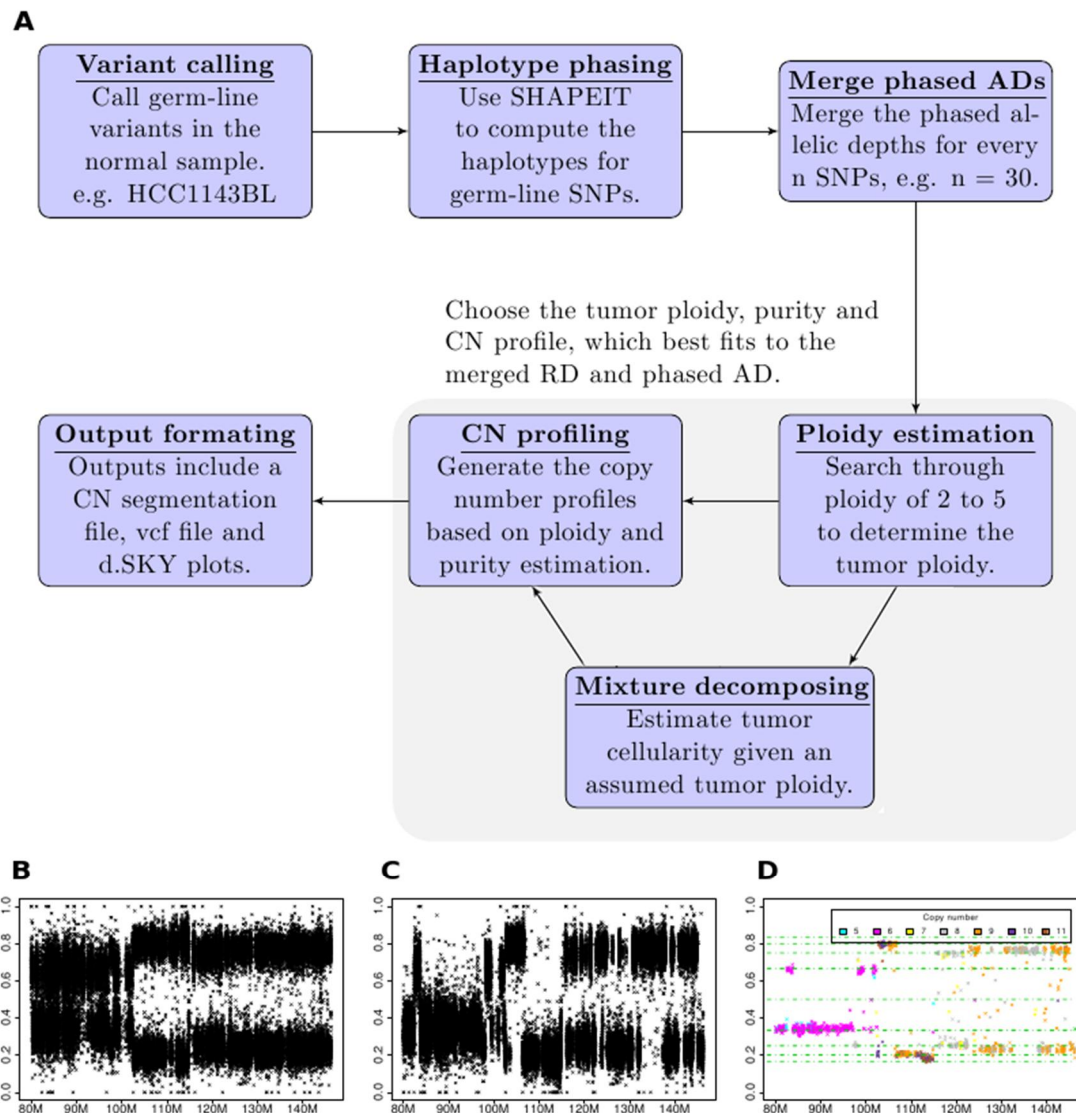 A
Variant calling
Call germ-line
variants in the
normal sample.
e.g. HCC1143BL
Haplotype phasing
Use SHAPEIT
to compute the
haplotypes for
germ-line SNPs.
Merge phased ADs
Merge the phased al-
lelic depths for every
n SNPs, e.g. n = 30.
Choose the tumor ploidy, purity and
CN profile, which best fits to the
merged RD and phased AD.
Output formating
Outputs include a
CN segmentation
file, vcf file and
d.SKY plots.
CN profiling
Generate the copy
number profiles
based on ploidy and
purity estimation.
Ploidy estimation
Search through
ploidy of 2 to 5
to determine the
tumor ploidy.
Mixture decomposing
Estimate tumor
cellularity given an
assumed tumor ploidy.
B
1.0
0.8
0.6
0.4
0.2
0.0
80M 90M 100M 110M 120M 130M 140M
C
1.0
0.8
0.6
0.4
0.2
0.0
80M 90M 100M 110M 120M 130M 140M
D
Copy number
5 6 7 8 9 10 11
1.0
0.8
0.6
0.4
0.2
0.0
80M 90M 100M 110M 120M 130M 140M